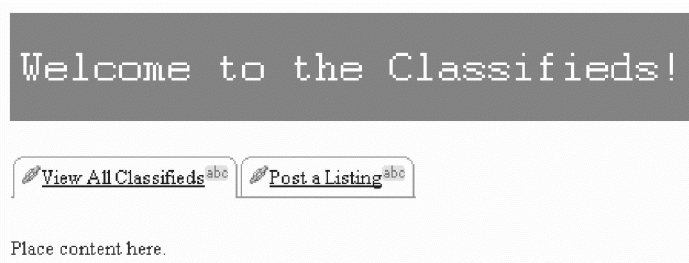 Welcome to the Classifieds!
View All Classifieds abc Post a Listing abc
Place content here.